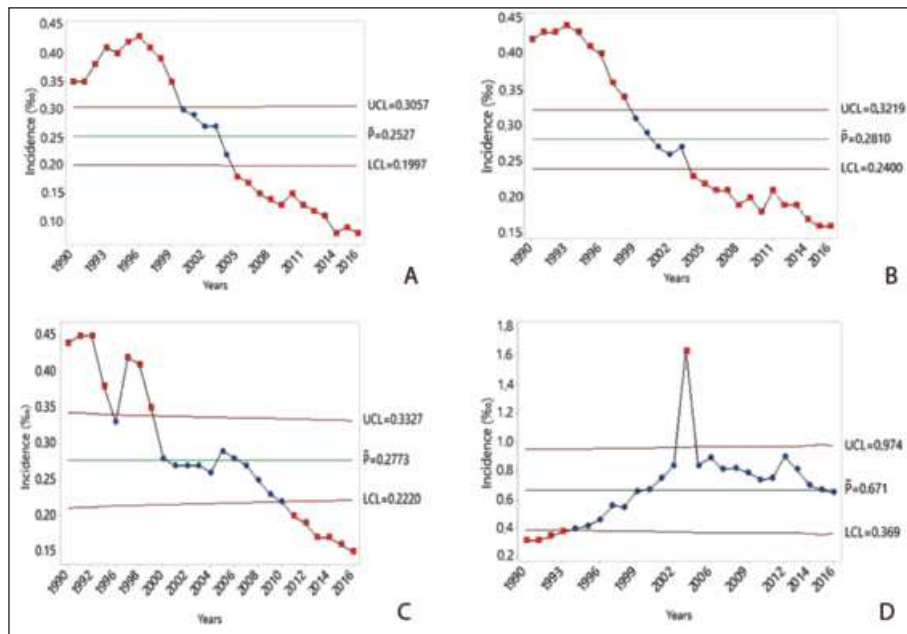 0.45
0.40
0.35
0.30
0.25
0.20
0.15
0.10
Incidence (‰)
UCL=0.3057
P̄=0.2527
LCL=0.1997
1990 1993 1996 1999 2002 2005 2008 2011 2014 2016
Years
A
0.45
0.40
0.35
0.30
0.25
0.20
0.15
Incidence (‰)
UCL=0,3219
P̄=0.2810
LCL=0.2400
1990 1993 1996 1999 2002 2005 2008 2011 2014 2016
Years
B
0.45
0.40
0.35
0.30
0.25
0.20
0.15
Incidence (‰)
UCL=0.3327
P̄=0.2773
LCL=0.2220
1990 1992 1996 1998 2000 2002 2004 2006 2008 2010 2012 2014 2016
Years
C
1,8
1.6
1.4
1.2
1.0
0.8
0.6
0.4
0.2
Incidence (‰)
UCL=0.974
P̄=0.671
LCL=0.369
1990 1993 1996 1999 2002 2006 2009 2012 2014 2016
Years
D